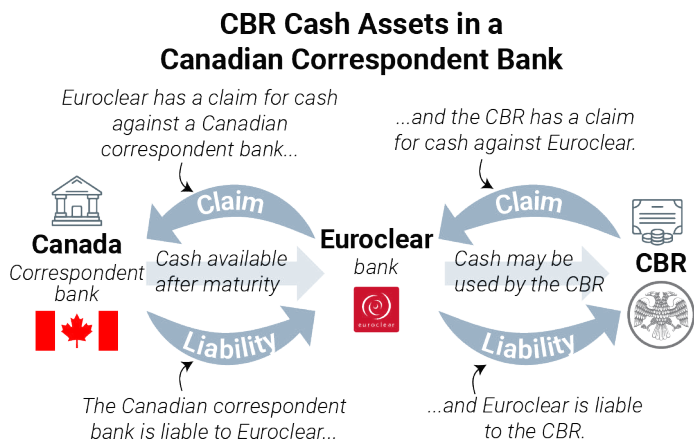 CBR Cash Assets in a
Canadian Correspondent Bank
Euroclear has a claim for cash
against a Canadian
correspondent bank...
...and the CBR has a claim
for cash against Euroclear.
Claim
Claim
Canada
Correspondent
bank
Cash available
after maturity
Euroclear
bank
euroclear
Cash may be
used by the CBR
CBR
Liability
Liability
The Canadian correspondent
bank is liable to Euroclear...
...and Euroclear is liable
to the CBR.